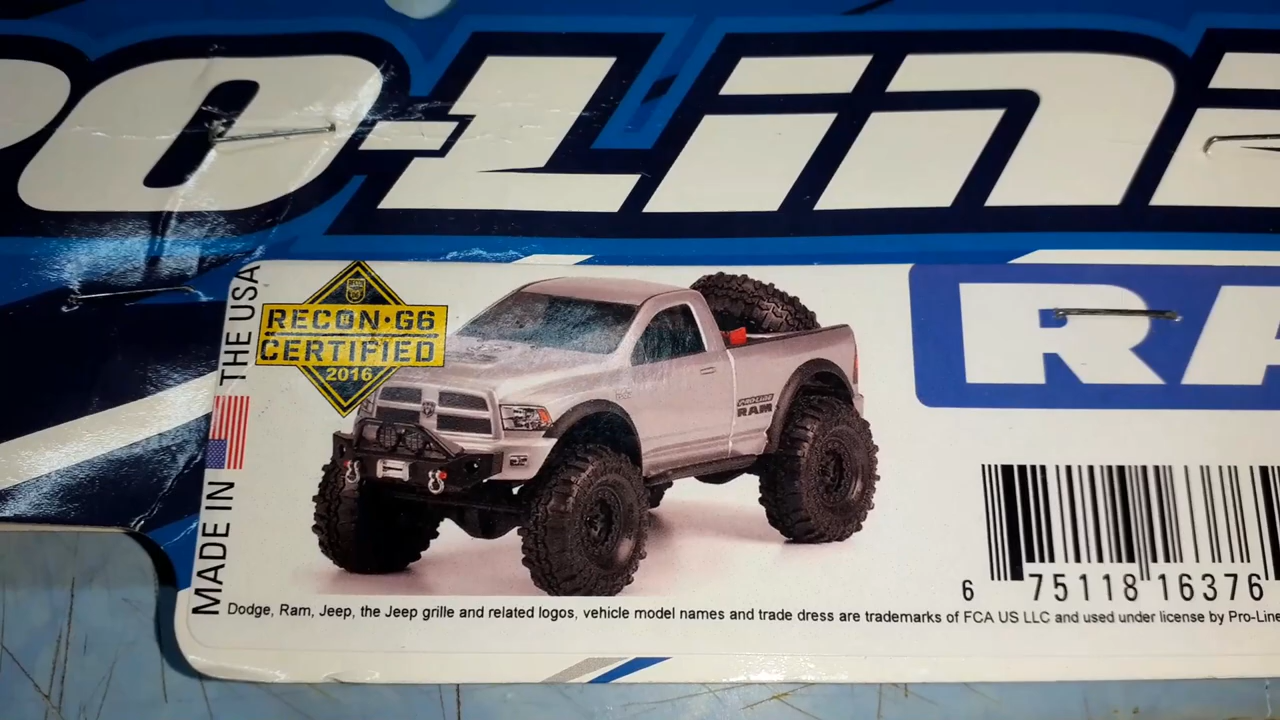 O-Line
RA
MADE IN THE USA
RECON·G6
CERTIFIED
2016
PRO-LINE
RAM
6 75118 16376
Dodge, Ram, Jeep, the Jeep grille and related logos, vehicle model names and trade dress are trademarks of FCA US LLC and used under license by Pro-Line